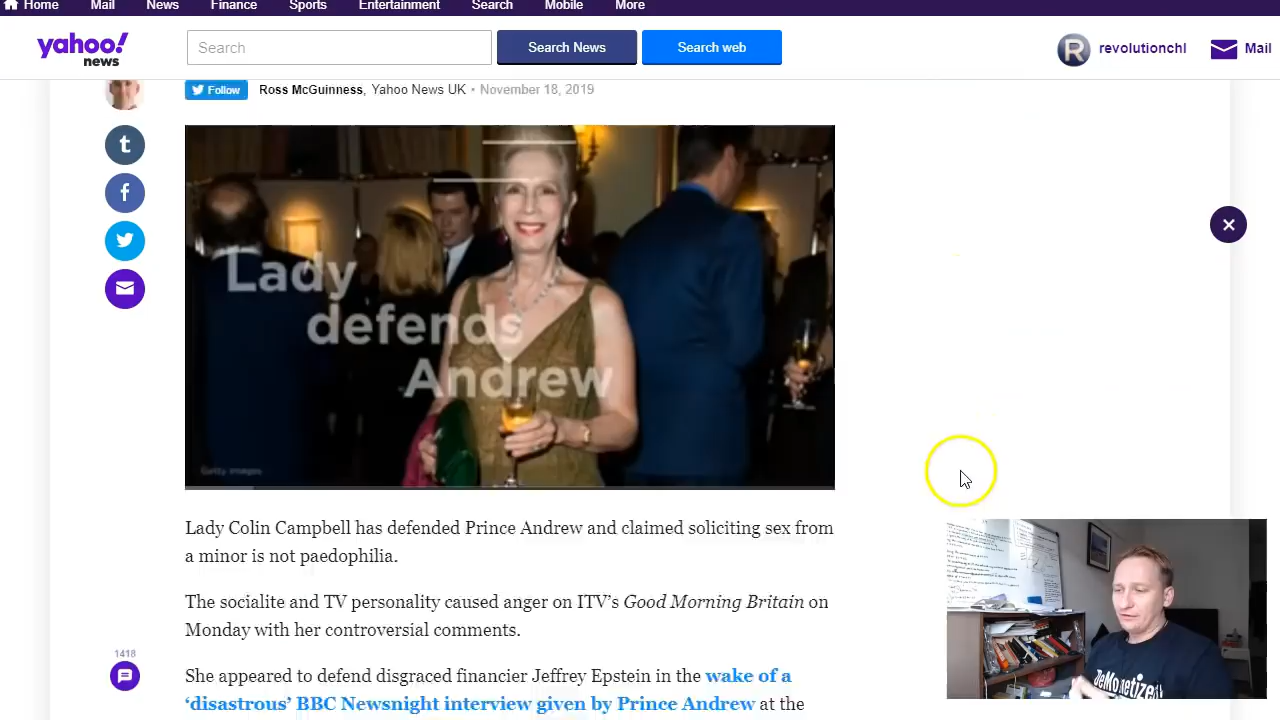 Home Mail News Finance Sports Entertainment Search Mobile More
yahoo!
news
Search
Search News
Search web
R
revolutionchl
Mail
Follow
Ross McGuinness, Yahoo News UK • November 18, 2019
t
f
Lady
defends
Andrew
Getty Images
Lady Colin Campbell has defended Prince Andrew and claimed soliciting sex from
a minor is not paedophilia.
The socialite and TV personality caused anger on ITV’s Good Morning Britain on
Monday with her controversial comments.
1418
She appeared to defend disgraced financier Jeffrey Epstein in the wake of a
‘disastrous’ BBC Newsnight interview given by Prince Andrew at the
DeMonetized